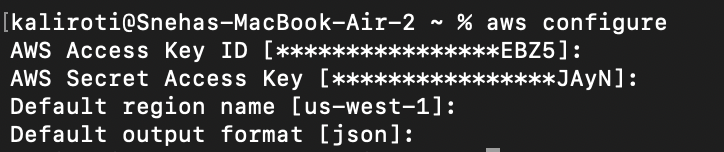 [kaliroti@Snehas-MacBook-Air-2 ~ % aws configure
AWS Access Key ID [****************EBZ5]:
AWS Secret Access Key [****************JAyN]:
Default region name [us-west-1]:
Default output format [json]: